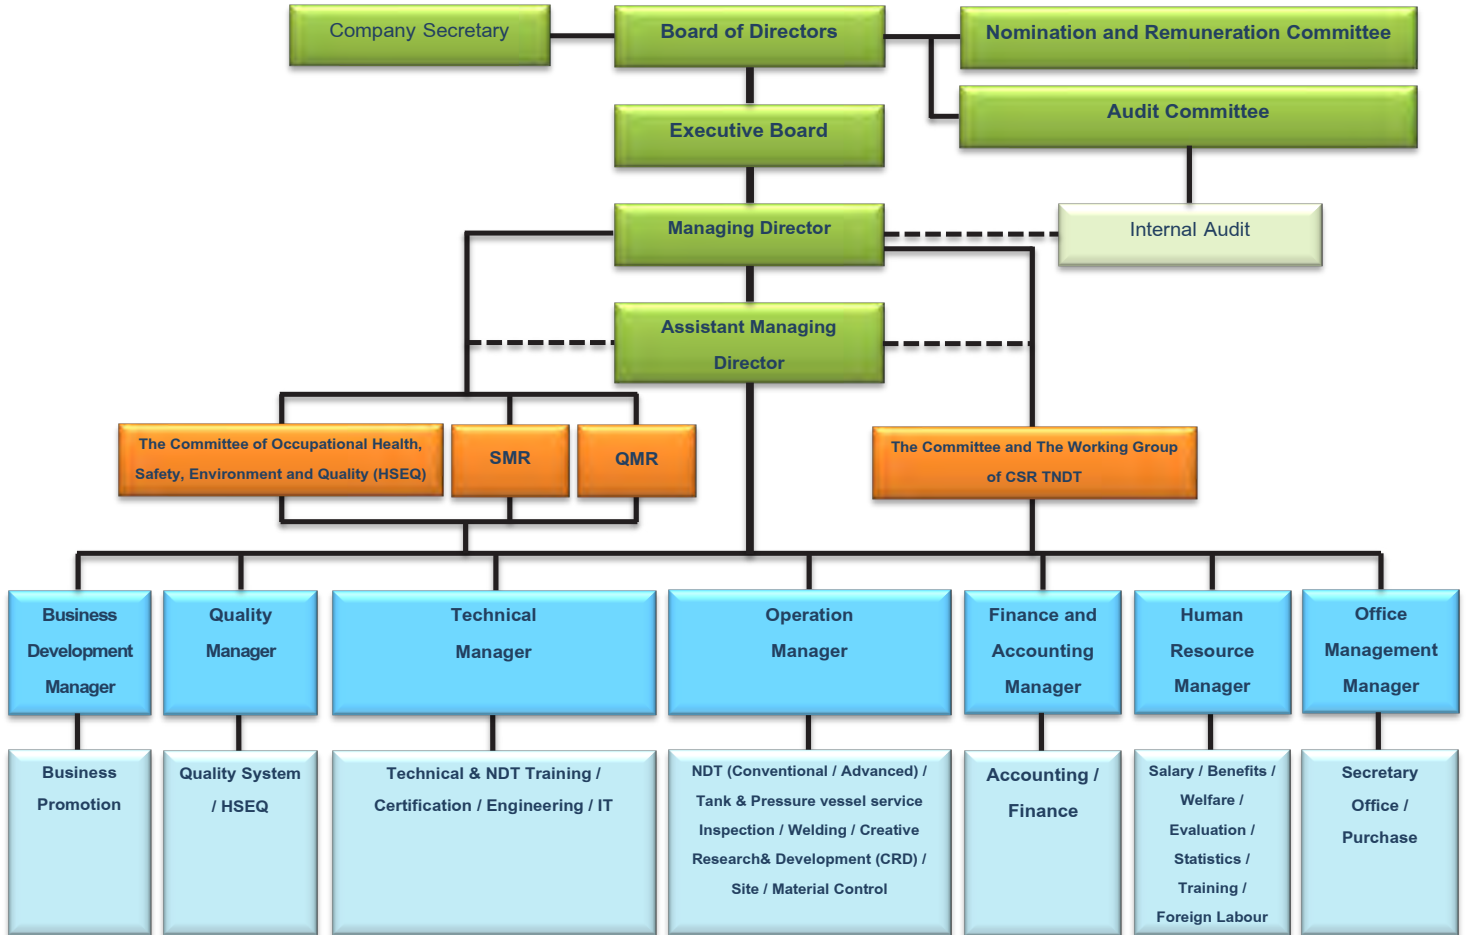 Company Secretary
Board of Directors
Nomination and Remuneration Committee
Audit Committee
Executive Board
Managing Director
Internal Audit
Assistant Managing
Director
The Committee of Occupational Health,
Safety, Environment and Quality (HSEQ)
SMR
QMR
The Committee and The Working Group
of CSR TNDT
Business
Development
Manager
Quality
Manager
Technical
Manager
Operation
Manager
Finance and
Accounting
Manager
Human
Resource
Manager
Office
Management
Manager
Business
Promotion
Quality System
/ HSEQ
Technical & NDT Training /
Certification / Engineering / IT
NDT (Conventional / Advanced) /
Tank & Pressure vessel service
Inspection / Welding / Creative
Research& Development (CRD) /
Site / Material Control
Accounting /
Finance
Salary / Benefits /
Welfare /
Evaluation /
Statistics /
Training /
Foreign Labour
Secretary
Office /
Purchase